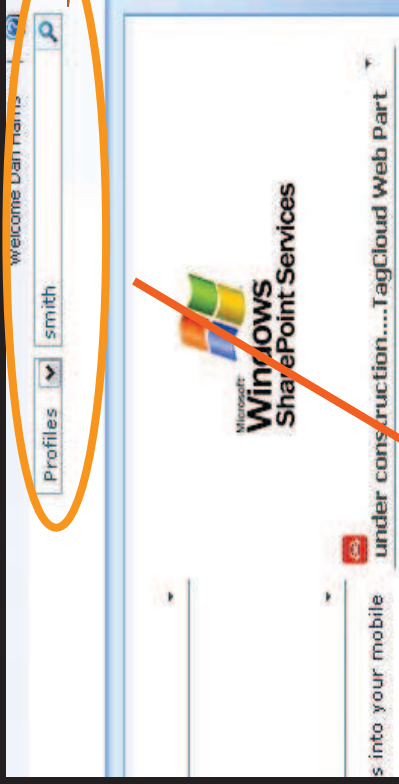 Welcome Dan Harris
Profiles smith
Microsoft
Windows
SharePoint Services
under construction....TagCloud Web Part
s into your mobile